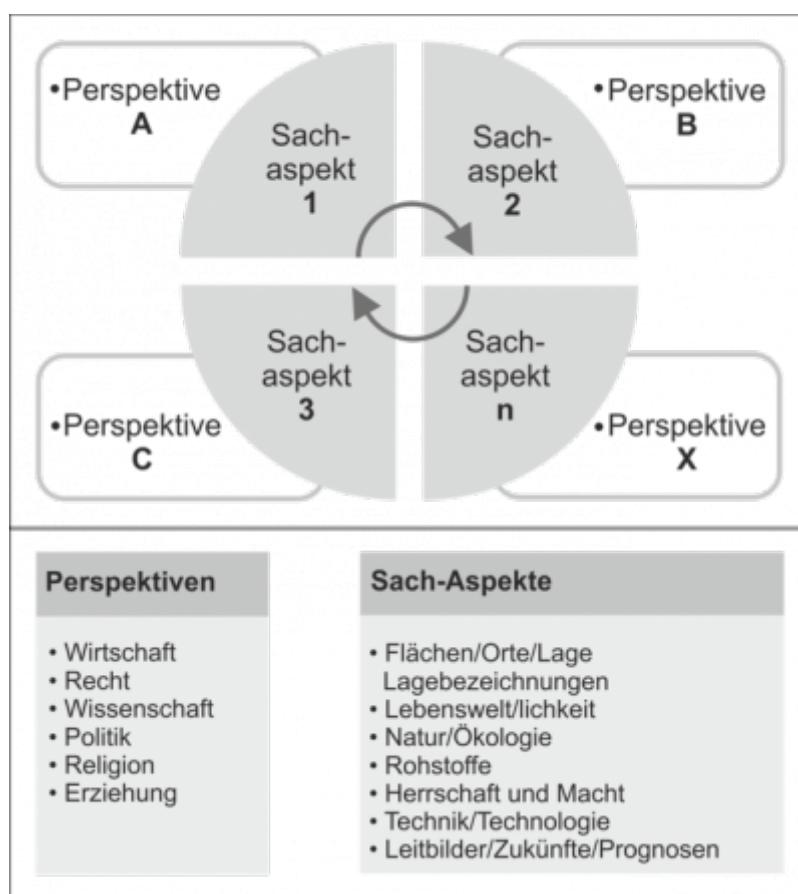 • Perspektive
A
Sach-
aspekt
1
Sach-
aspekt
2
• Perspektive
B
• Perspektive
C
Sach-
aspekt
3
Sach-
aspekt
n
• Perspektive
X
Perspektiven
• Wirtschaft
• Recht
• Wissenschaft
• Politik
• Religion
• Erziehung
Sach-Aspekte
• Flächen/Orte/Lage
Lagebezeichnungen
• Lebenswelt/lichkeit
• Natur/Ökologie
• Rohstoffe
• Herrschaft und Macht
• Technik/Technologie
• Leitbilder/Zukünfte/Prognosen